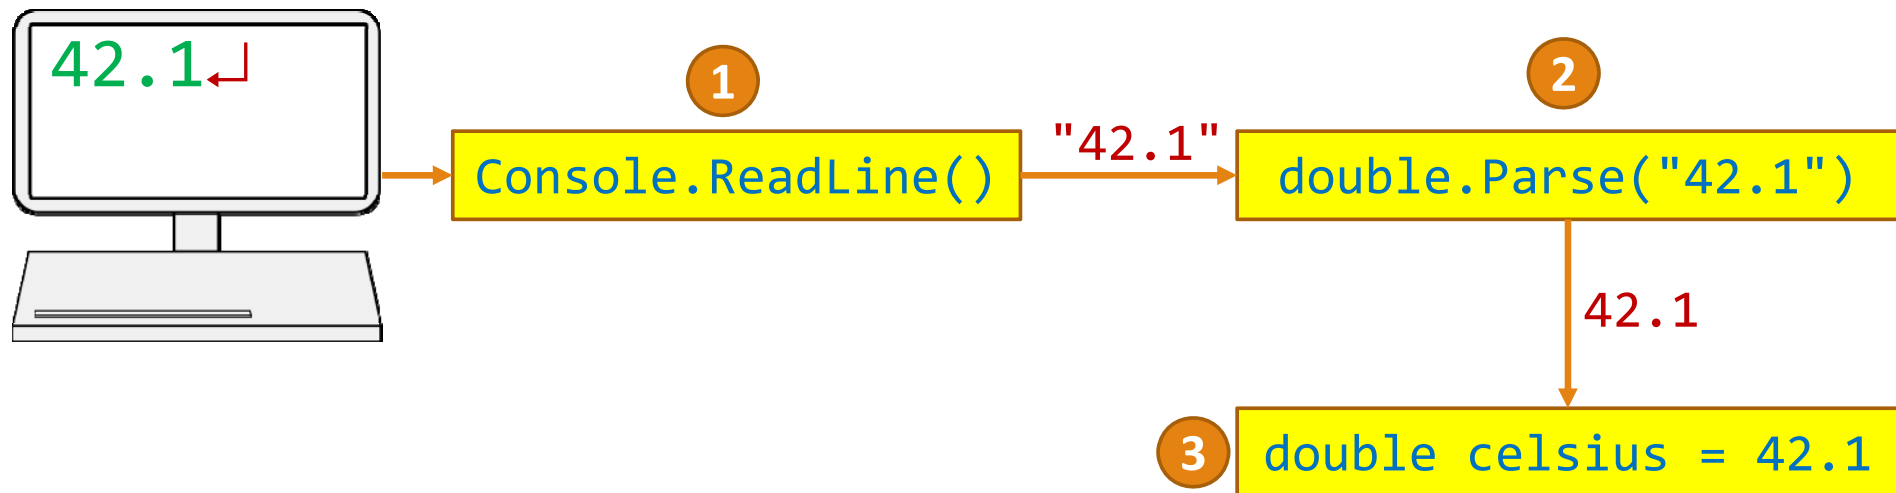 42.1
1
Console.ReadLine()
"42.1"
2
double.Parse("42.1")
42.1
3
double celsius = 42.1